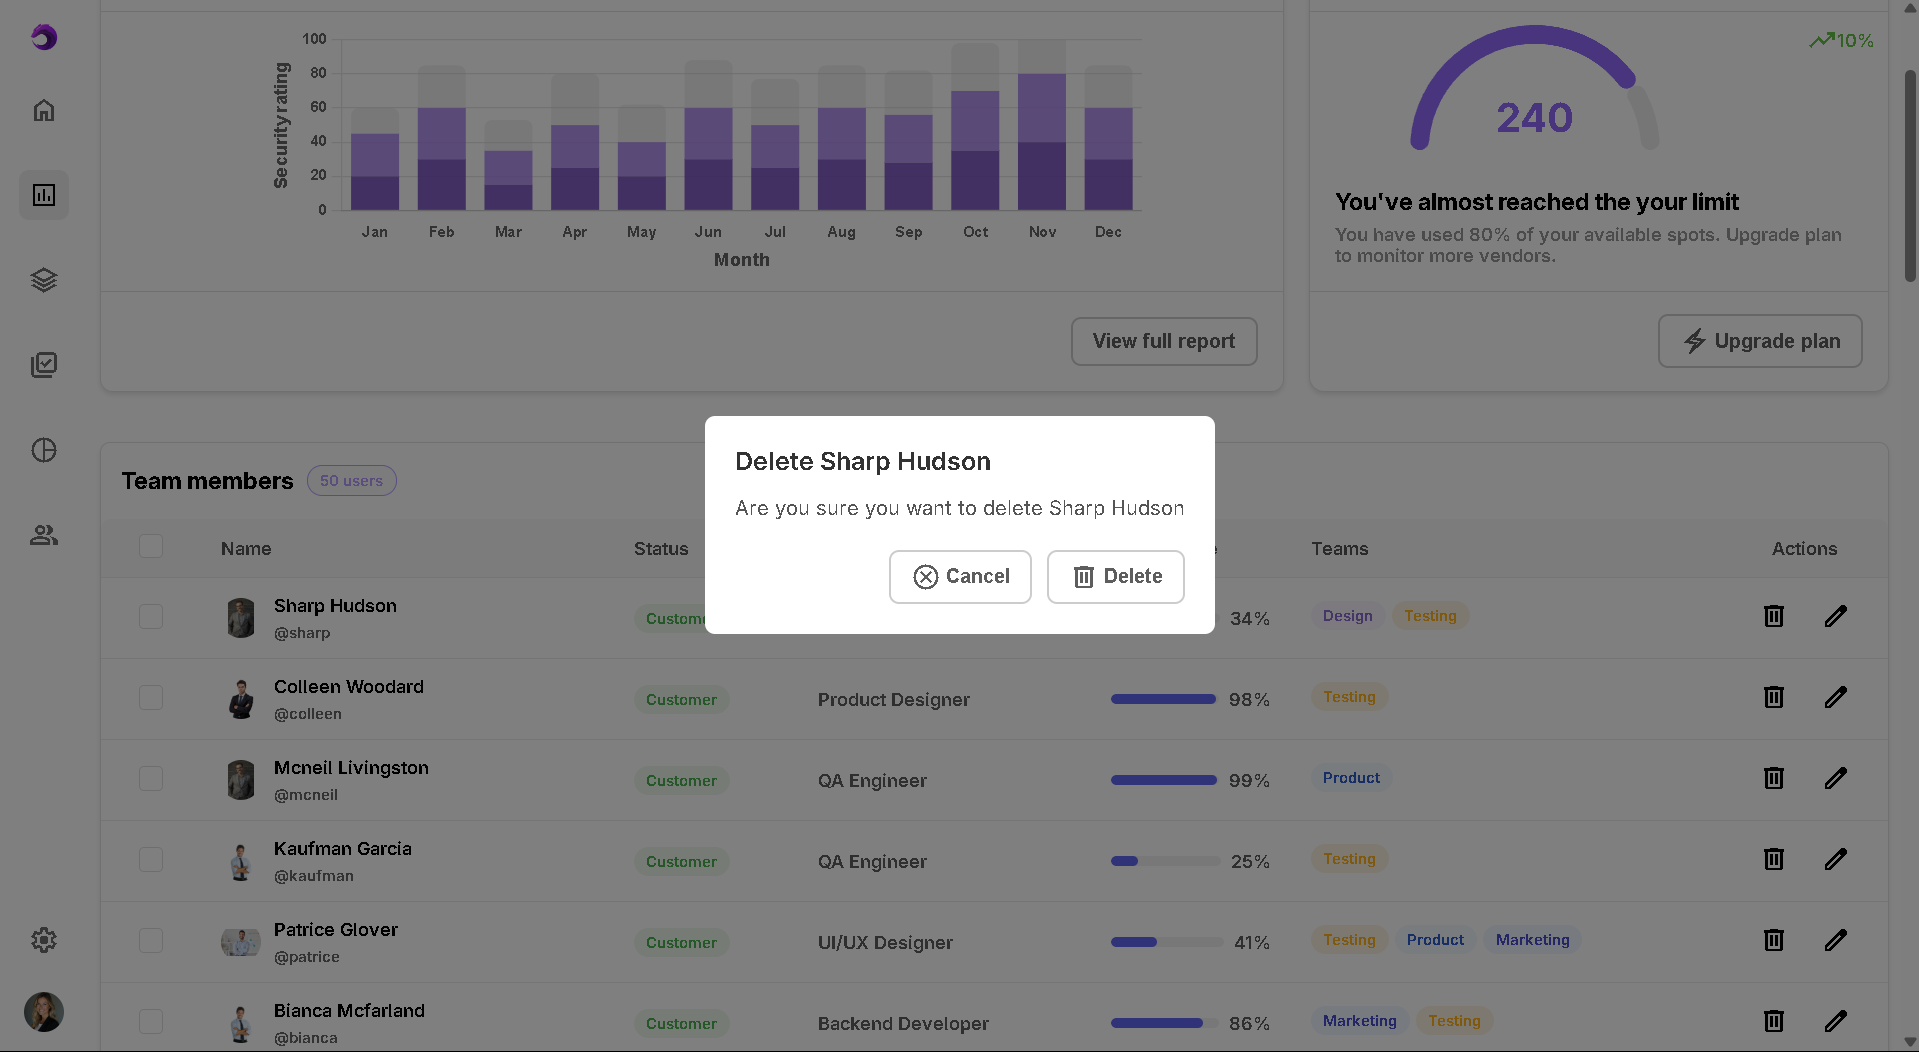 100
80
60
40
20
0
Security rating
Jan Feb Mar Apr May Jun Jul Aug Sep Oct Nov Dec
Month
View full report
10%
240
You've almost reached the your limit
You have used 80% of your available spots. Upgrade plan
to monitor more vendors.
Upgrade plan
Team members 50 users
Delete Sharp Hudson
Are you sure you want to delete Sharp Hudson
Cancel Delete
Name Status Teams Actions
Sharp Hudson
@sharp
34% Design Testing
Colleen Woodard
@colleen
Customer Product Designer 98% Testing
Mcneil Livingston
@mcneil
Customer QA Engineer 99% Product
Kaufman Garcia
@kaufman
Customer QA Engineer 25% Testing
Patrice Glover
@patrice
Customer UI/UX Designer 41% Testing Product Marketing
Bianca Mcfarland
@bianca
Customer Backend Developer 86% Marketing Testing